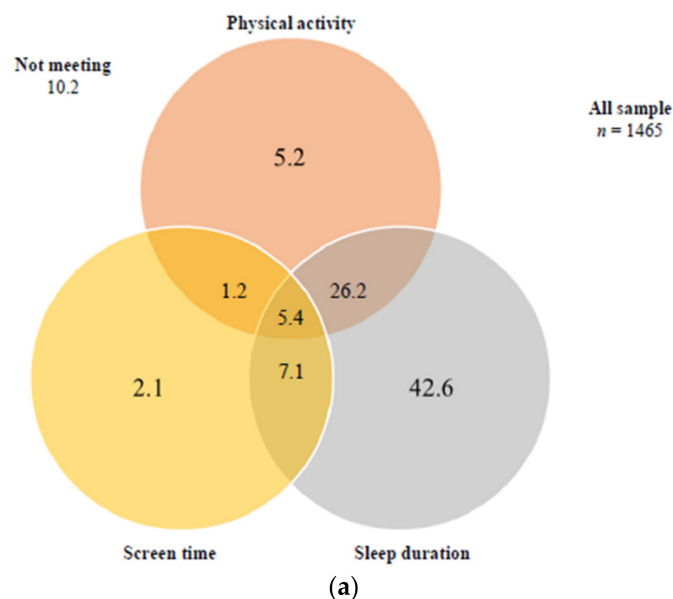 Physical activity
Not meeting
10.2
All sample
n = 1465
5.2
1.2
26.2
5.4
7.1
2.1
42.6
Screen time
Sleep duration
(a)